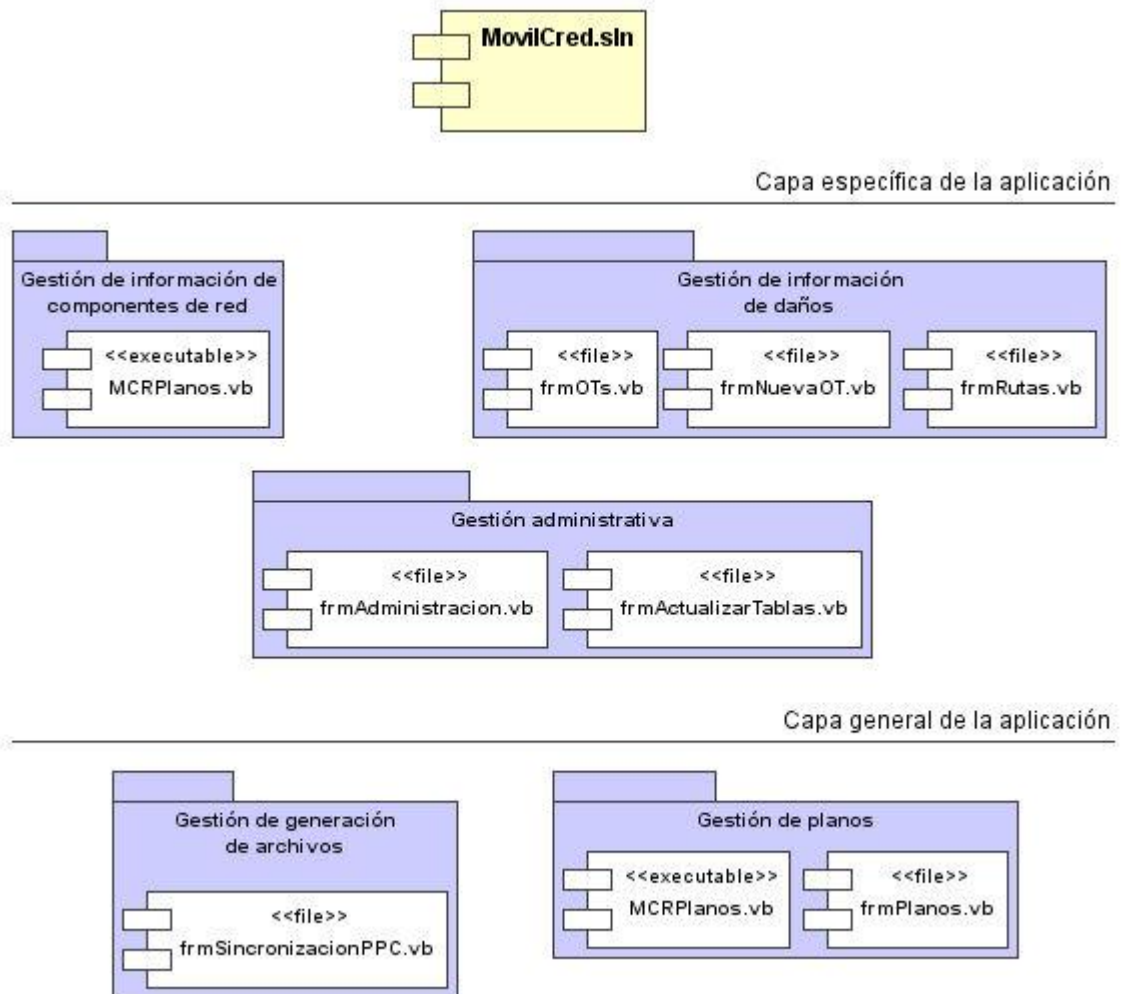 MovilCred.sln
Capa específica de la aplicación
Gestión de información de
componentes de red
<<executable>>
MCRPlanos.vb
Gestión de información
de daños
<<file>>
frmOTs.vb
<<file>>
frmNuevaOT.vb
<<file>>
frmRutas.vb
Gestión administrativa
<<file>>
frmAdministracion.vb
<<file>>
frmActualizarTablas.vb
Capa general de la aplicación
Gestión de generación
de archivos
<<file>>
frmSincronizacionPPC.vb
Gestión de planos
<<executable>>
MCRPlanos.vb
<<file>>
frmPlanos.vb